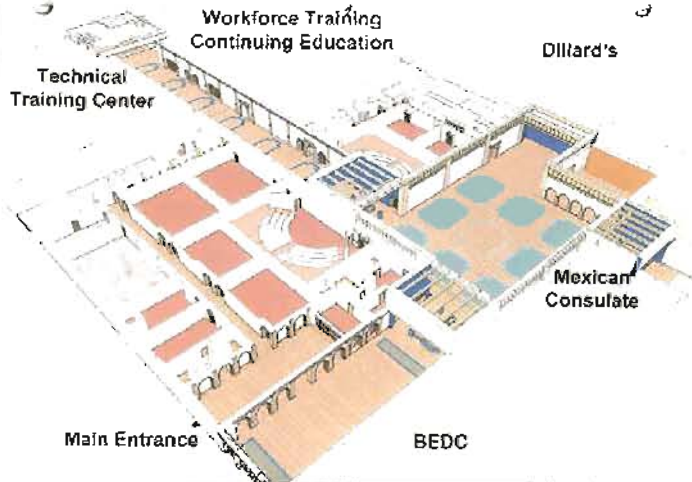 Workforce Training
Continuing Education
Dillard's
Technical
Training Center
Mexican
Consulate
Main Entrance
BEDC